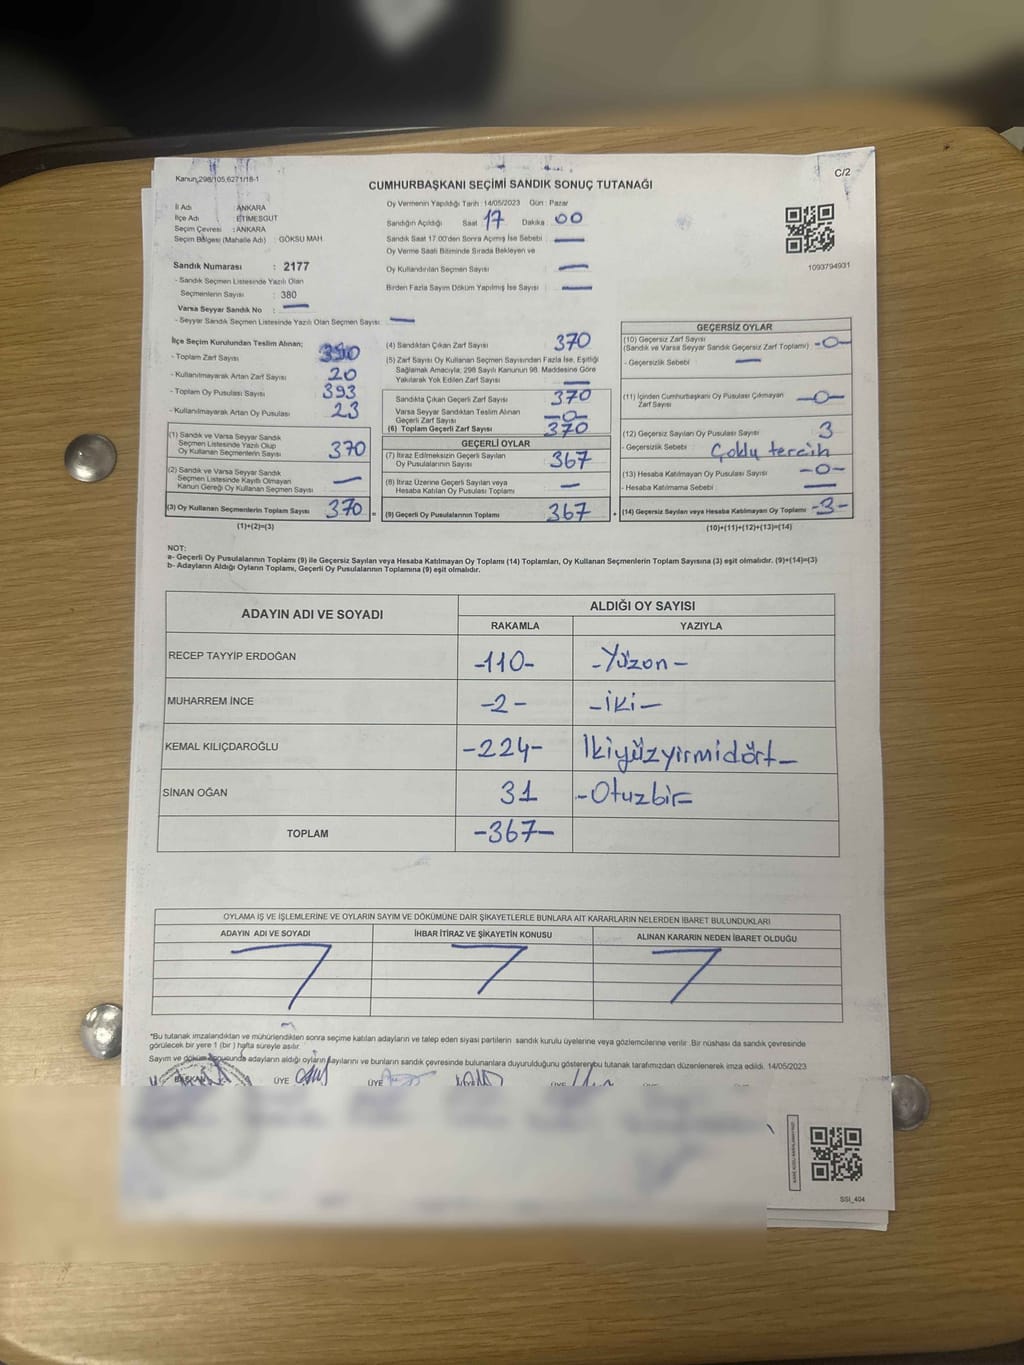 Kanun;298/105,6271/18-1
C/2
CUMHURBAŞKANI SEÇİMİ SANDIK SONUÇ TUTANAĞI
İl Adı : ANKARA
İlçe Adı : ETİMESGUT
Seçim Çevresi : ANKARA
Seçim Bölgesi (Mahalle Adı) : GÖKSU MAH.
Sandık Numarası : 2177
- Sandık Seçmen Listesinde Yazılı Olan
Seçmenlerin Sayısı : 380
Varsa Seyyar Sandık No :
- Seyyar Sandık Seçmen Listesinde Yazılı Olan Seçmen Sayısı:
Oy Vermenin Yapıldığı Tarih : 14/05/2023 Gün : Pazar
Sandığın Açıldığı Saat 17 Dakika 00
Sandık Saat 17.00'den Sonra Açımış İse Sebebi
Oy Verme Saati Bitiminde Sırada Bekleyen ve
Oy Kullandırılan Seçmen Sayısı
Birden Fazla Sayım Döküm Yapılmış İse Sayısı
1093794931
İlçe Seçim Kurulundan Teslim Alınan;
- Toplam Zarf Sayısı
- Kullanılmayarak Artan Zarf Sayısı 20
- Toplam Oy Pusulası Sayısı 393
- Kullanılmayarak Artan Oy Pusulası 23
(1) Sandık ve Varsa Seyyar Sandık
Seçmen Listesinde Yazılı Olup
Oy Kullanan Seçmenlerin Sayısı 370
(2) Sandık ve Varsa Seyyar Sandık
Seçmen Listesinde Kayıtlı Olmayan
Kanun Gereği Oy Kullanan Seçmen Sayısı —
(3) Oy Kullanan Seçmenlerin Toplam Sayısı 370
(1)+(2)=(3)
(4) Sandıktan Çıkan Zarf Sayısı 370
(5) Zarf Sayısı Oy Kullanan Seçmen Sayısından Fazla İse, Eşitliği
Sağlamak Amacıyla; 298 Sayılı Kanunun 98. Maddesine Göre
Yakılarak Yok Edilen Zarf Sayısı —
Sandıkta Çıkan Geçerli Zarf Sayısı 370
Varsa Seyyar Sandıktan Teslim Alınan
Geçerli Zarf Sayısı -0-
(6) Toplam Geçerli Zarf Sayısı 370
GEÇERLİ OYLAR
(7) İtiraz Edilmeksizin Geçerli Sayılan
Oy Pusulalarının Sayısı 367
(8) İtiraz Üzerine Geçerli Sayılan veya
Hesaba Katılan Oy Pusulası Toplamı —
(9) Geçerli Oy Pusulalarının Toplamı 367
GEÇERSİZ OYLAR
(10) Geçersiz Zarf Sayısı
(Sandık ve Varsa Seyyar Sandık Geçersiz Zarf Toplamı) -0-
- Geçersizlik Sebebi : —
(11) İçinden Cumhurbaşkanı Oy Pusulası Çıkmayan
Zarf Sayısı -0-
(12) Geçersiz Sayılan Oy Pusulası Sayısı 3
- Geçersizlik Sebebi : Çoklu tercih
(13) Hesaba Katılmayan Oy Pusulası Sayısı -0-
- Hesaba Katılmama Sebebi : —
(14) Geçersiz Sayılan veya Hesaba Katılmayan Oy Toplamı -3-
(10)+(11)+(12)+(13)=(14)
NOT:
a- Geçerli Oy Pusulalarının Toplamı (9) ile Geçersiz Sayılan veya Hesaba Katılmayan Oy Toplamı (14) Toplamları, Oy Kullanan Seçmenlerin Toplam Sayısına (3) eşit olmalıdır. (9)+(14)=(3)
b- Adayların Aldığı Oyların Toplamı, Geçerli Oy Pusulalarının Toplamına (9) eşit olmalıdır.
ADAYIN ADI VE SOYADI
ALDIĞI OY SAYISI
RAKAMLA YAZIYLA
RECEP TAYYİP ERDOĞAN -110- -Yüzon-
MUHARREM İNCE -2- -İki-
KEMAL KILIÇDAROĞLU -224- İkiyüzyirmidört-
SİNAN OĞAN 31 -Otuzbir-
TOPLAM -367-
OYLAMA İŞ VE İŞLEMLERİNE VE OYLARIN SAYIM VE DÖKÜMÜNE DAİR ŞİKAYETLERLE BUNLARA AİT KARARLARIN NELERDEN İBARET BULUNDUKLARI
ADAYIN ADI VE SOYADI İHBAR İTİRAZ VE ŞİKAYETİN KONUSU ALINAN KARARIN NEDEN İBARET OLDUĞU
*Bu tutanak imzalandıktan ve mühürlendikten sonra seçime katılan adayların ve talep eden siyasi partilerin sandık kurulu üyelerine veya gözlemcilerine verilir. Bir nüshası da sandık çevresinde
görülecek bir yere 1 (bir ) hafta süreyle asılır.
Sayım ve döküm sonucunda adayların aldığı oyların sayılarını ve bunların sandık çevresinde bulunanlara duyurulduğunu gösteren bu tutanak tarafımızdan düzenlenerek imza edildi. 14/05/2023
BAŞKAN ÜYE ÜYE
SSI_404